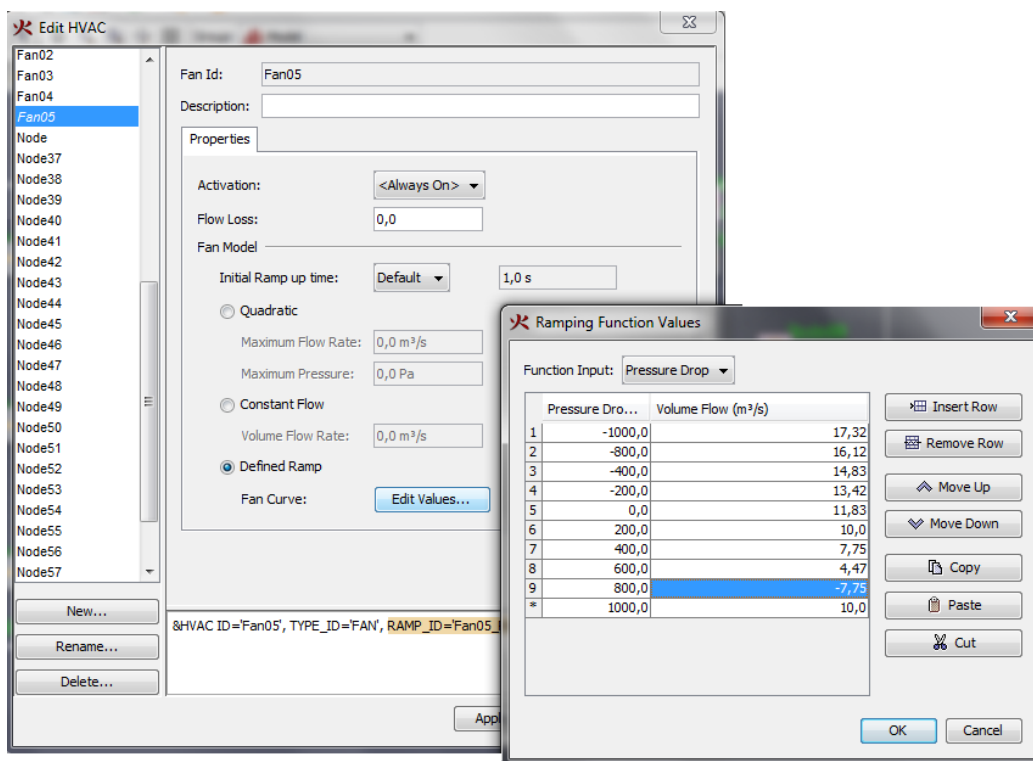 Edit HVAC
Fan02
Fan03
Fan04
Fan05
Node
Node37
Node38
Node39
Node40
Node41
Node42
Node43
Node44
Node45
Node46
Node47
Node48
Node49
Node50
Node51
Node52
Node53
Node54
Node55
Node56
Node57
New...
Rename...
Delete...
Fan Id: Fan05
Description:
Properties
Activation: <Always On>
Flow Loss: 0,0
Fan Model
Initial Ramp up time: Default 1,0 s
Quadratic
Maximum Flow Rate: 0,0 m³/s
Maximum Pressure: 0,0 Pa
Constant Flow
Volume Flow Rate: 0,0 m³/s
Defined Ramp
Fan Curve: Edit Values...
&HVAC ID='Fan05', TYPE_ID='FAN', RAMP_ID='Fan05_
Appl
Ramping Function Values
Function Input: Pressure Drop
Pressure Dro... Volume Flow (m³/s)
1 -1000,0 17,32
2 -800,0 16,12
3 -400,0 14,83
4 -200,0 13,42
5 0,0 11,83
6 200,0 10,0
7 400,0 7,75
8 600,0 4,47
9 800,0 -7,75
* 1000,0 10,0
Insert Row
Remove Row
Move Up
Move Down
Copy
Paste
Cut
OK Cancel